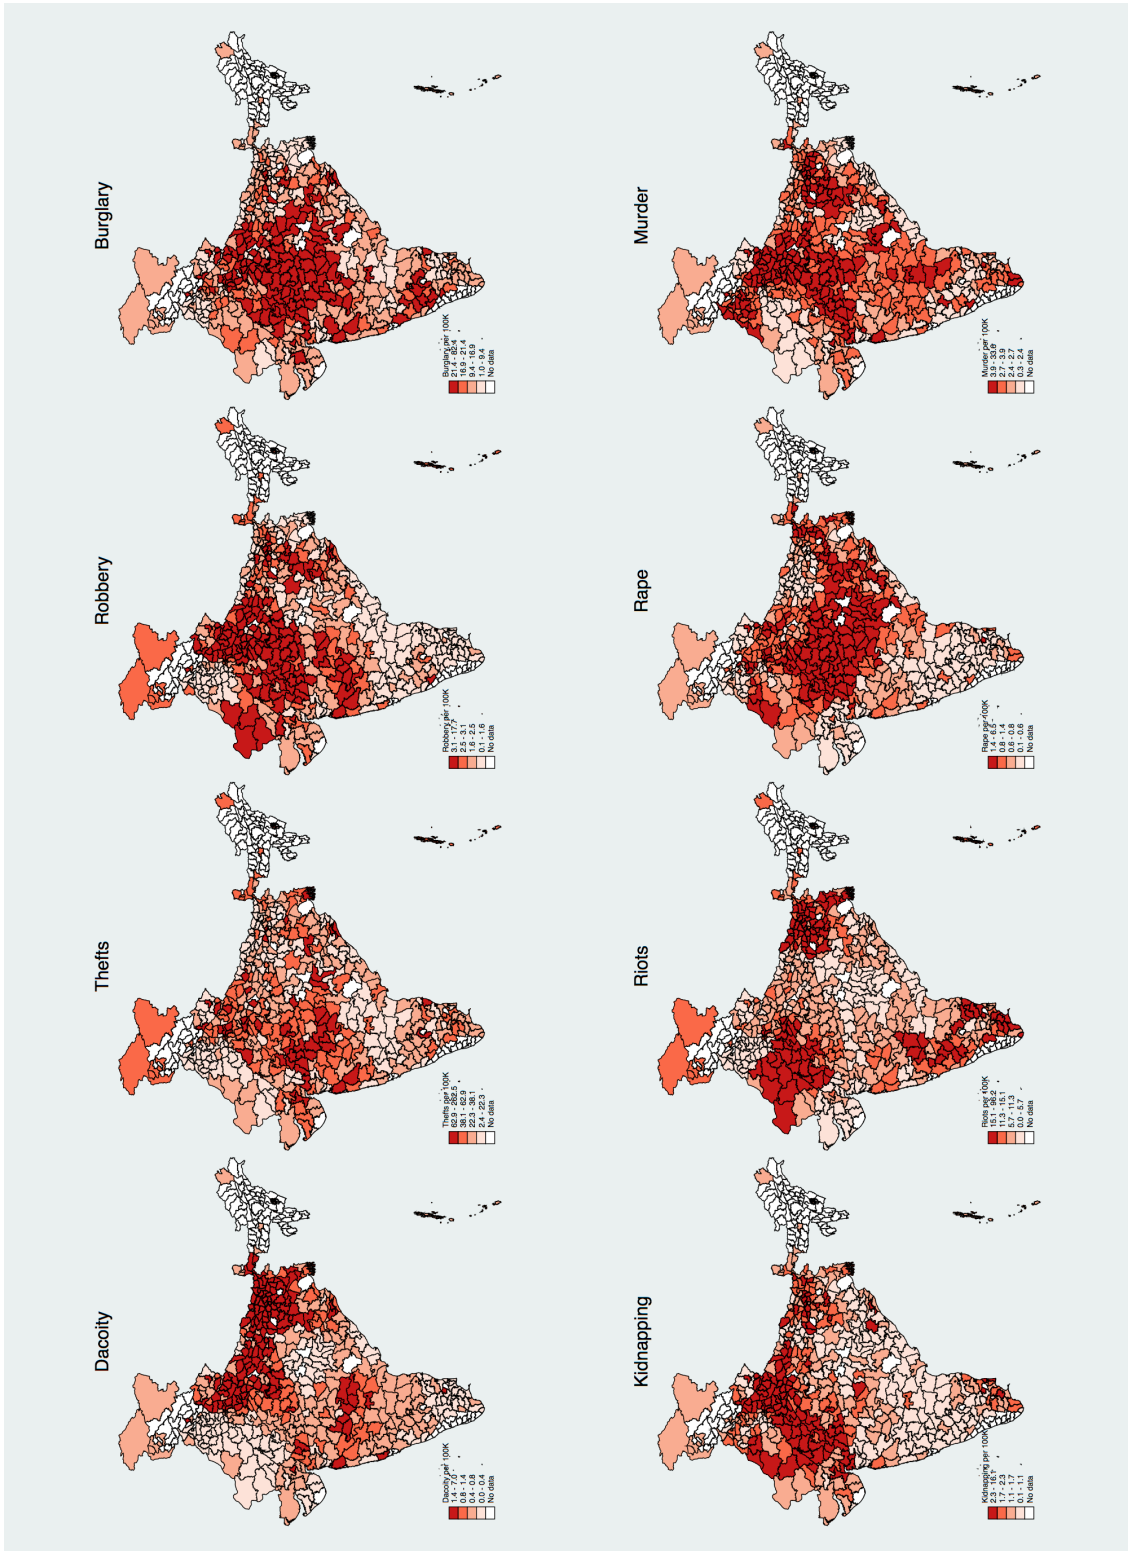 Dacoity
Dacoity per 100K
1.4 - 7.0
0.8 - 1.4
0.4 - 0.8
0.0 - 0.4
No data
Thefts
Thefts per 100K
62.9 - 262.5
38.1 - 62.9
22.3 - 38.1
2.4 - 22.3
No data
Robbery
Robbery per 100K
3.1 - 17.7
2.5 - 3.1
1.6 - 2.5
0.1 - 1.6
No data
Burglary
Burglary per 100K
21.4 - 82.4
16.9 - 21.4
9.4 - 16.9
1.0 - 9.4
No data
Kidnapping
Kidnapping per 100K
2.3 - 16.1
1.7 - 2.3
1.1 - 1.7
0.1 - 1.1
No data
Riots
Riots per 100K
15.1 - 96.2
11.3 - 15.1
5.7 - 11.3
0.0 - 5.7
No data
Rape
Rape per 100K
1.4 - 6.5
0.8 - 1.4
0.6 - 0.8
0.1 - 0.6
No data
Murder
Murder per 100K
3.9 - 33.6
2.7 - 3.9
2.4 - 2.7
0.3 - 2.4
No data